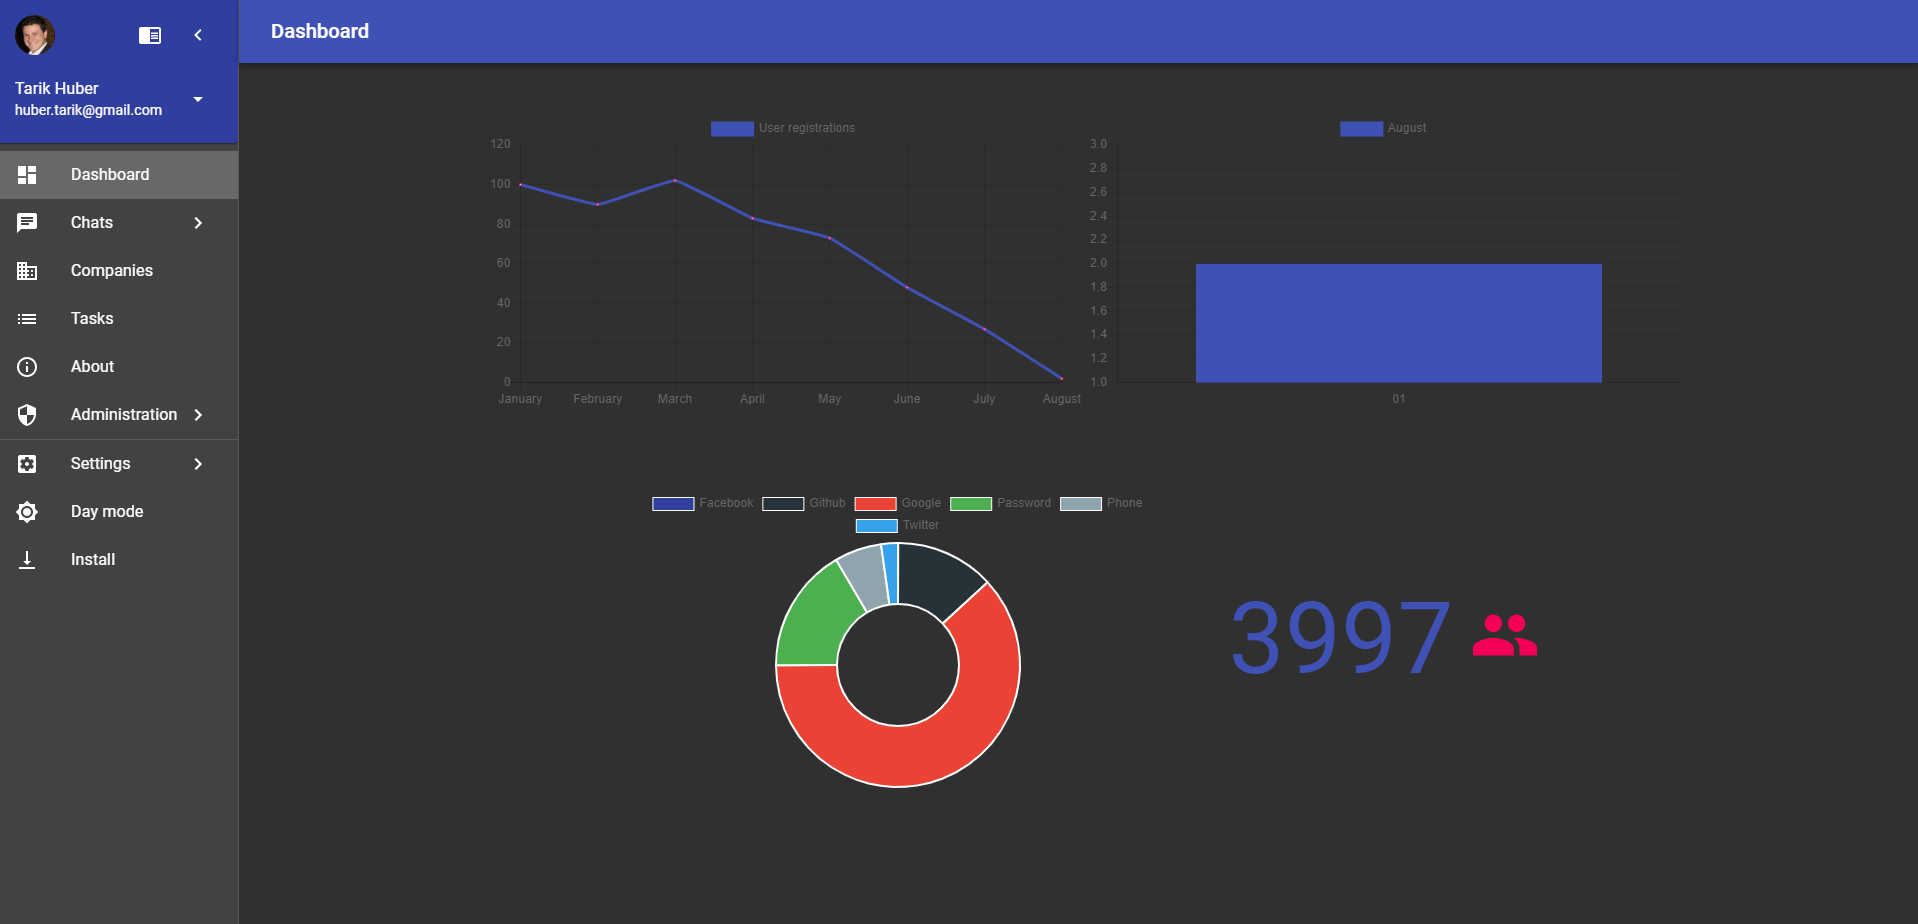 Dashboard
Tarik Huber
huber.tarik@gmail.com
Dashboard
Chats
Companies
Tasks
About
Administration
Settings
Day mode
Install
User registrations
120
100
80
60
40
20
0
January February March April May June July August
August
3.0
2.8
2.6
2.4
2.2
2.0
1.8
1.6
1.4
1.2
1.0
01
Facebook Github Google Password Phone
Twitter
3997